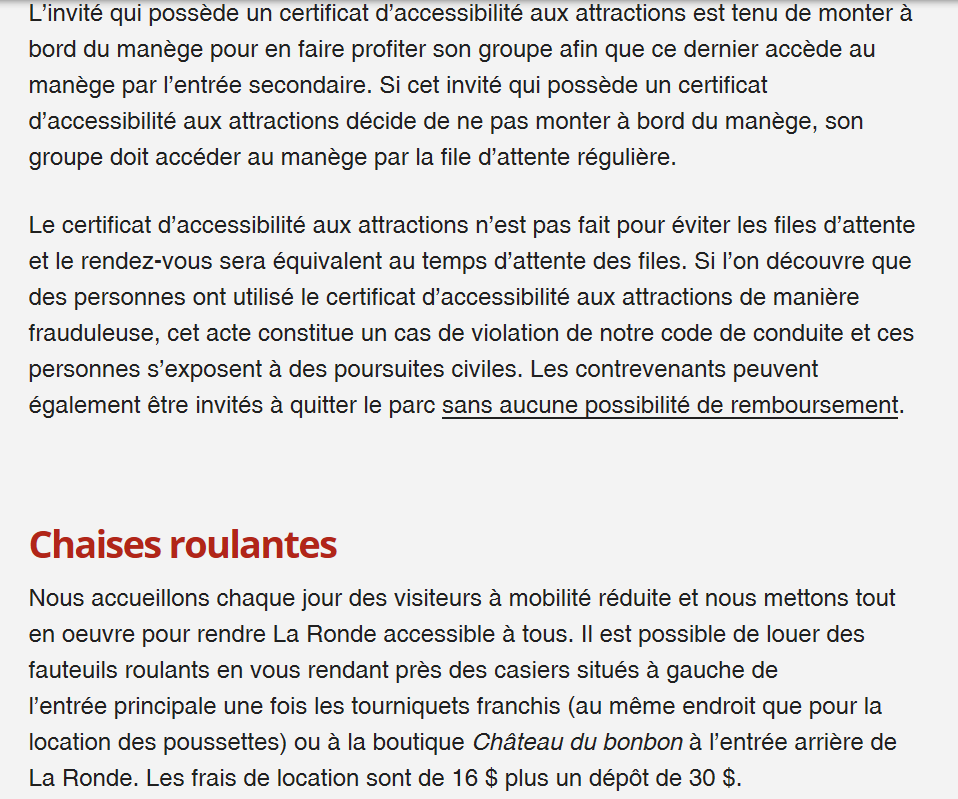 L’invité qui possède un certificat d’accessibilité aux attractions est tenu de monter à
bord du manège pour en faire profiter son groupe afin que ce dernier accède au
manège par l’entrée secondaire. Si cet invité qui possède un certificat
d’accessibilité aux attractions décide de ne pas monter à bord du manège, son
groupe doit accéder au manège par la file d’attente régulière.
Le certificat d’accessibilité aux attractions n’est pas fait pour éviter les files d’attente
et le rendez-vous sera équivalent au temps d’attente des files. Si l’on découvre que
des personnes ont utilisé le certificat d’accessibilité aux attractions de manière
frauduleuse, cet acte constitue un cas de violation de notre code de conduite et ces
personnes s’exposent à des poursuites civiles. Les contrevenants peuvent
également être invités à quitter le parc sans aucune possibilité de remboursement.
Chaises roulantes
Nous accueillons chaque jour des visiteurs à mobilité réduite et nous mettons tout
en oeuvre pour rendre La Ronde accessible à tous. Il est possible de louer des
fauteuils roulants en vous rendant près des casiers situés à gauche de
l’entrée principale une fois les tourniquets franchis (au même endroit que pour la
location des poussettes) ou à la boutique Château du bonbon à l’entrée arrière de
La Ronde. Les frais de location sont de 16 $ plus un dépôt de 30 $.